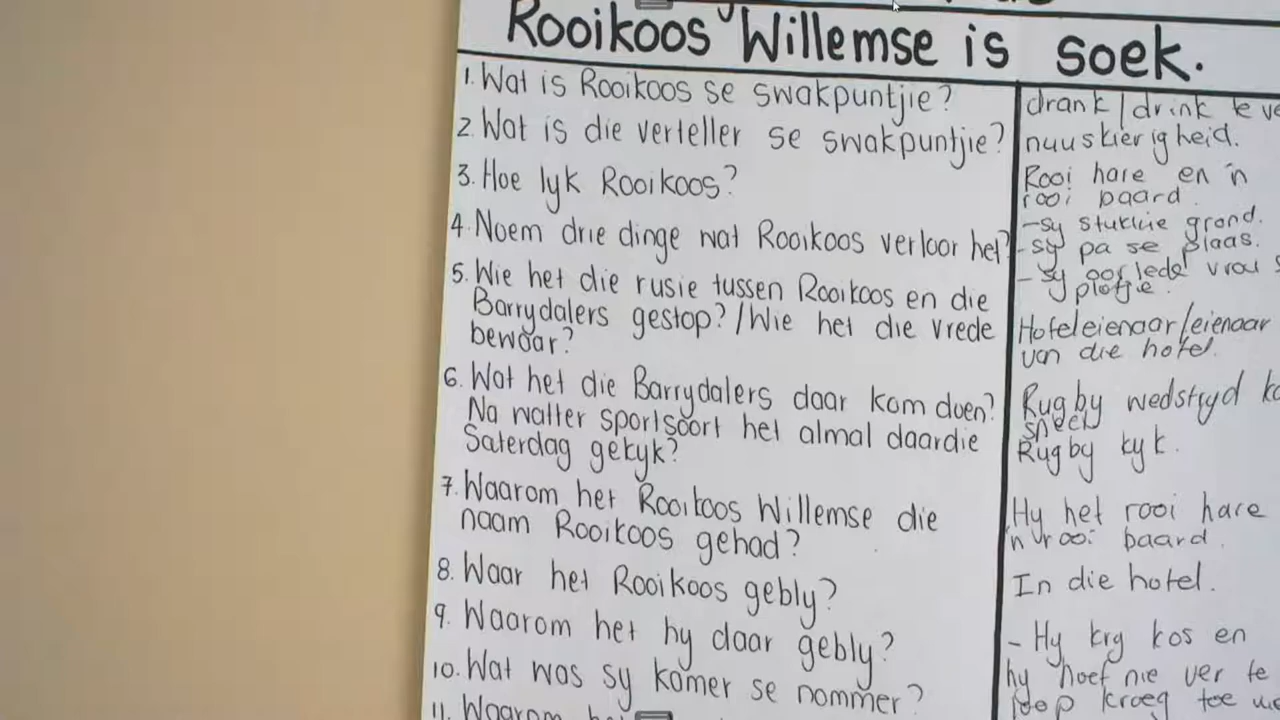 Rooikoos Willemse is soek.
1. Wat is Rooikoos se swakpuntjie?
drank/drink te
2. Wat is die verteller se swakpuntjie?
nuuskierigheid.
3. Hoe lyk Rooikoos?
Rooi hare en 'n
rooi baard.
4. Noem drie dinge wat Rooikoos verloor het?
-sy stukkie grond.
-sy pa se plaas.
- sy oorlede vrou
plotjie.
5. Wie het die rusie tussen Rooikoos en die
Barrydalers gestop? /Wie het die vrede
bewaar?
Hoteleienaar/eienaar
van die hotel.
6. Wat het die Barrydalers daar kom doen?
Na watter sportsoort het almal daardie
Saterdag gekyk?
Rugby wedstryd
speel
Rugby kyk.
7. Waarom het Rooikoos Willemse die
naam Rooikoos gehad?
Hy het rooi hare
'n rooi baard.
8. Waar het Rooikoos gebly?
In die hotel.
9. Waarom het hy daar gebly?
- Hy kry kos en
hy hoef nie ver te
loop kroeg toe nie
10. Wat was sy kamer se nommer?
11. Waarom